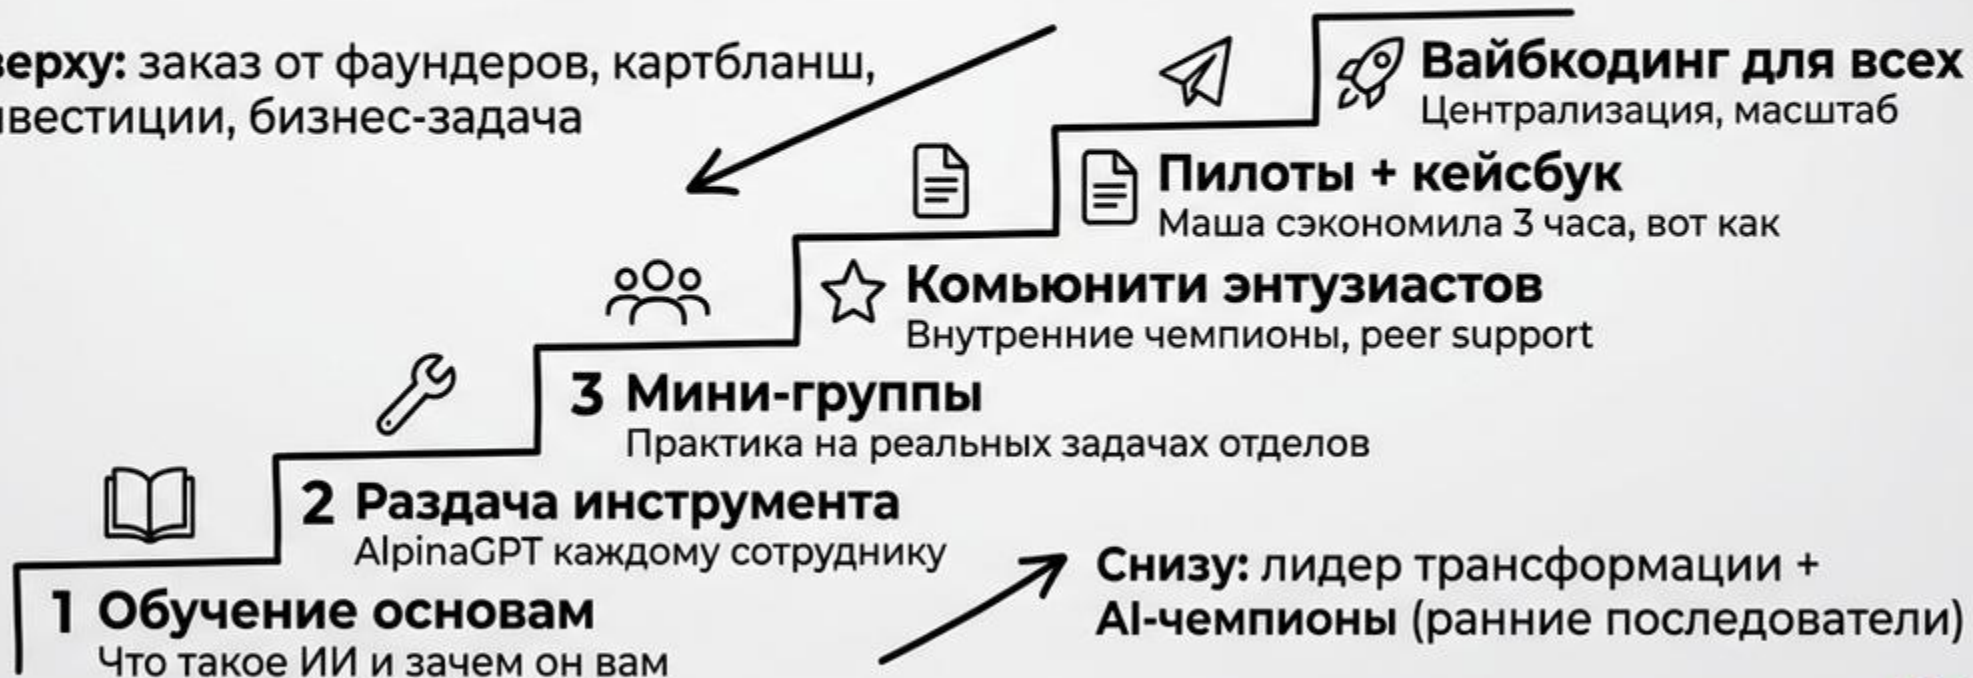 верху: заказ от фаундеров, картбланш,
вестиции, бизнес-задача
Вайбкодинг для всех
Централизация, масштаб
Пилоты + кейсбук
Маша сэкономила 3 часа, вот как
Комьюнити энтузиастов
Внутренние чемпионы, peer support
3 Мини-группы
Практика на реальных задачах отделов
2 Раздача инструмента
AlpinaGPT каждому сотруднику
Снизу: лидер трансформации +
AI-чемпионы (ранние последователи)
1 Обучение основам
Что такое ИИ и зачем он вам